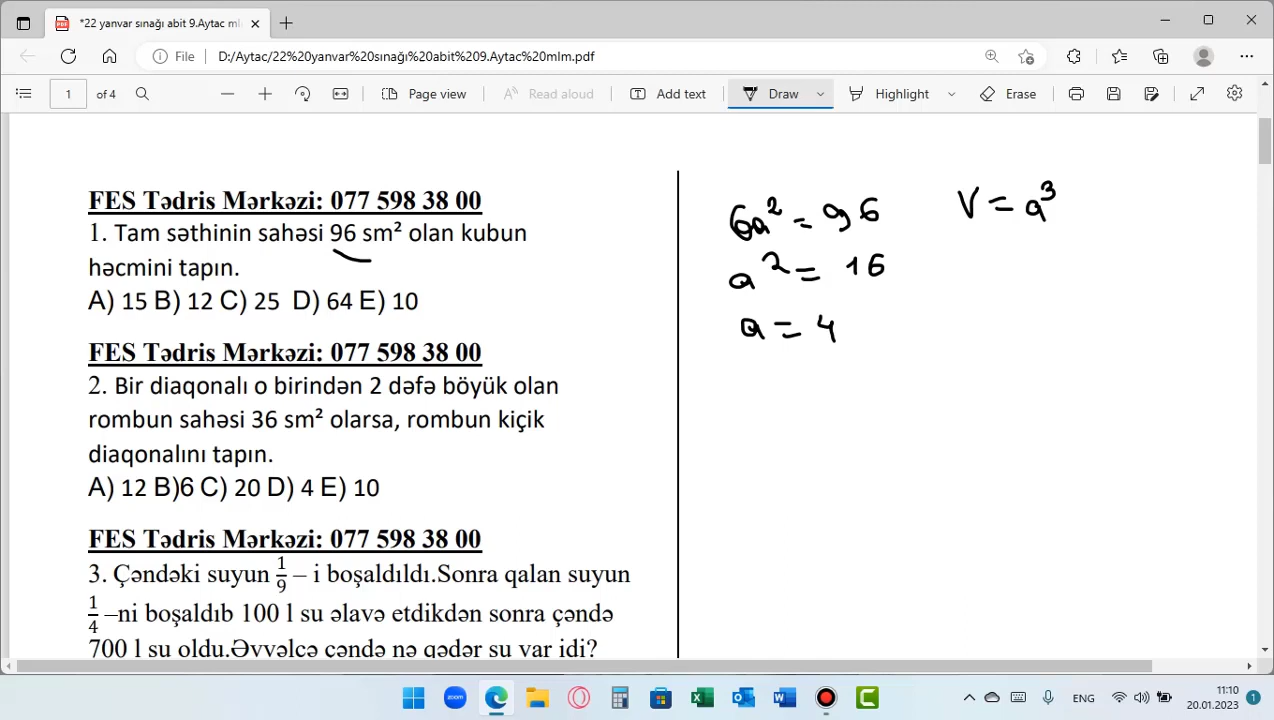 *22 yanvar sınağı abit 9.Aytac ml
File D:/Aytac/22%20yanvar%20sınağı%20abit%209.Aytac%20mlm.pdf
1 of 4 Page view Read aloud Add text Draw Highlight Erase
FES Tədris Mərkəzi: 077 598 38 00
1. Tam səthinin sahəsi 96 sm² olan kubun
həcmini tapın.
A) 15 B) 12 C) 25 D) 64 E) 10
FES Tədris Mərkəzi: 077 598 38 00
2. Bir diaqonalı o birindən 2 dəfə böyük olan
rombun sahəsi 36 sm² olarsa, rombun kiçik
diaqonalını tapın.
A) 12 B)6 C) 20 D) 4 E) 10
FES Tədris Mərkəzi: 077 598 38 00
3. Çəndəki suyun 1/9 – i boşaldıldı.Sonra qalan suyun
1/4 –ni boşaldıb 100 l su əlavə etdikdən sonra çəndə
700 l su oldu.Əvvəlcə çəndə nə qədər su var idi?
6a² = 96 V = a³
a² = 16
a = 4
zoom ENG 11:10
20.01.2023 1